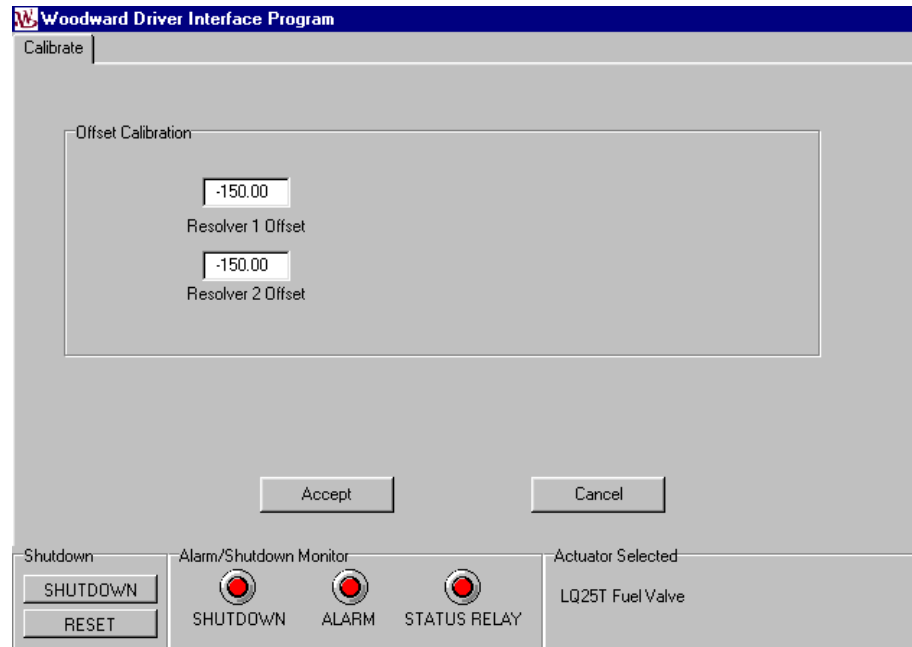 Woodward Driver Interface Program
Calibrate
Offset Calibration
-150.00
Resolver 1 Offset
-150.00
Resolver 2 Offset
Accept
Cancel
Shutdown
SHUTDOWN
RESET
Alarm/Shutdown Monitor
SHUTDOWN
ALARM
STATUS RELAY
Actuator Selected
LQ25T Fuel Valve